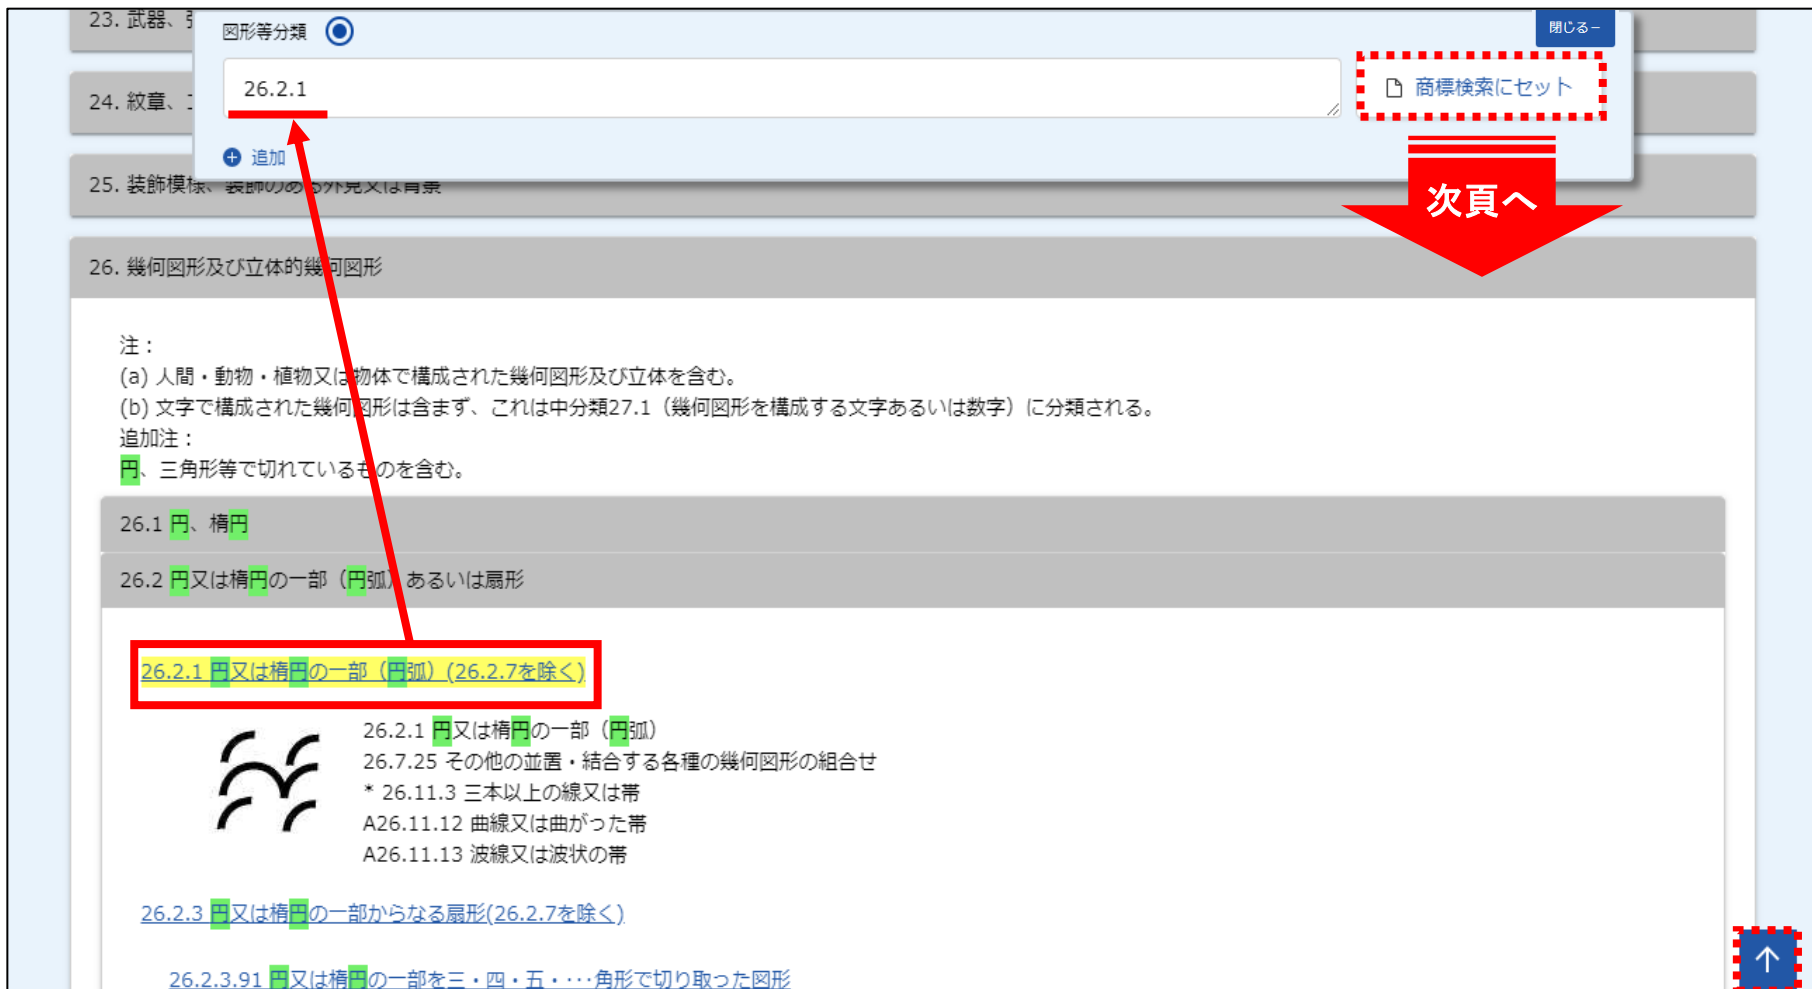 23. 武器、
図形等分類
閉じる－
26.2.1
商標検索にセット
24. 紋章、
追加
25. 装飾模様、装飾のある外見又は背景
次頁へ
26. 幾何図形及び立体的幾何図形
注：
(a) 人間・動物・植物又は物体で構成された幾何図形及び立体を含む。
(b) 文字で構成された幾何図形は含まず、これは中分類27.1（幾何図形を構成する文字あるいは数字）に分類される。
追加注：
円、三角形等で切れているものを含む。
26.1 円、楕円
26.2 円又は楕円の一部（円弧）あるいは扇形
26.2.1 円又は楕円の一部（円弧）(26.2.7を除く)
26.2.1 円又は楕円の一部（円弧）
26.7.25 その他の並置・結合する各種の幾何図形の組合せ
* 26.11.3 三本以上の線又は帯
A26.11.12 曲線又は曲がった帯
A26.11.13 波線又は波状の帯
26.2.3 円又は楕円の一部からなる扇形(26.2.7を除く)
26.2.3.91 円又は楕円の一部を三・四・五・…角形で切り取った図形